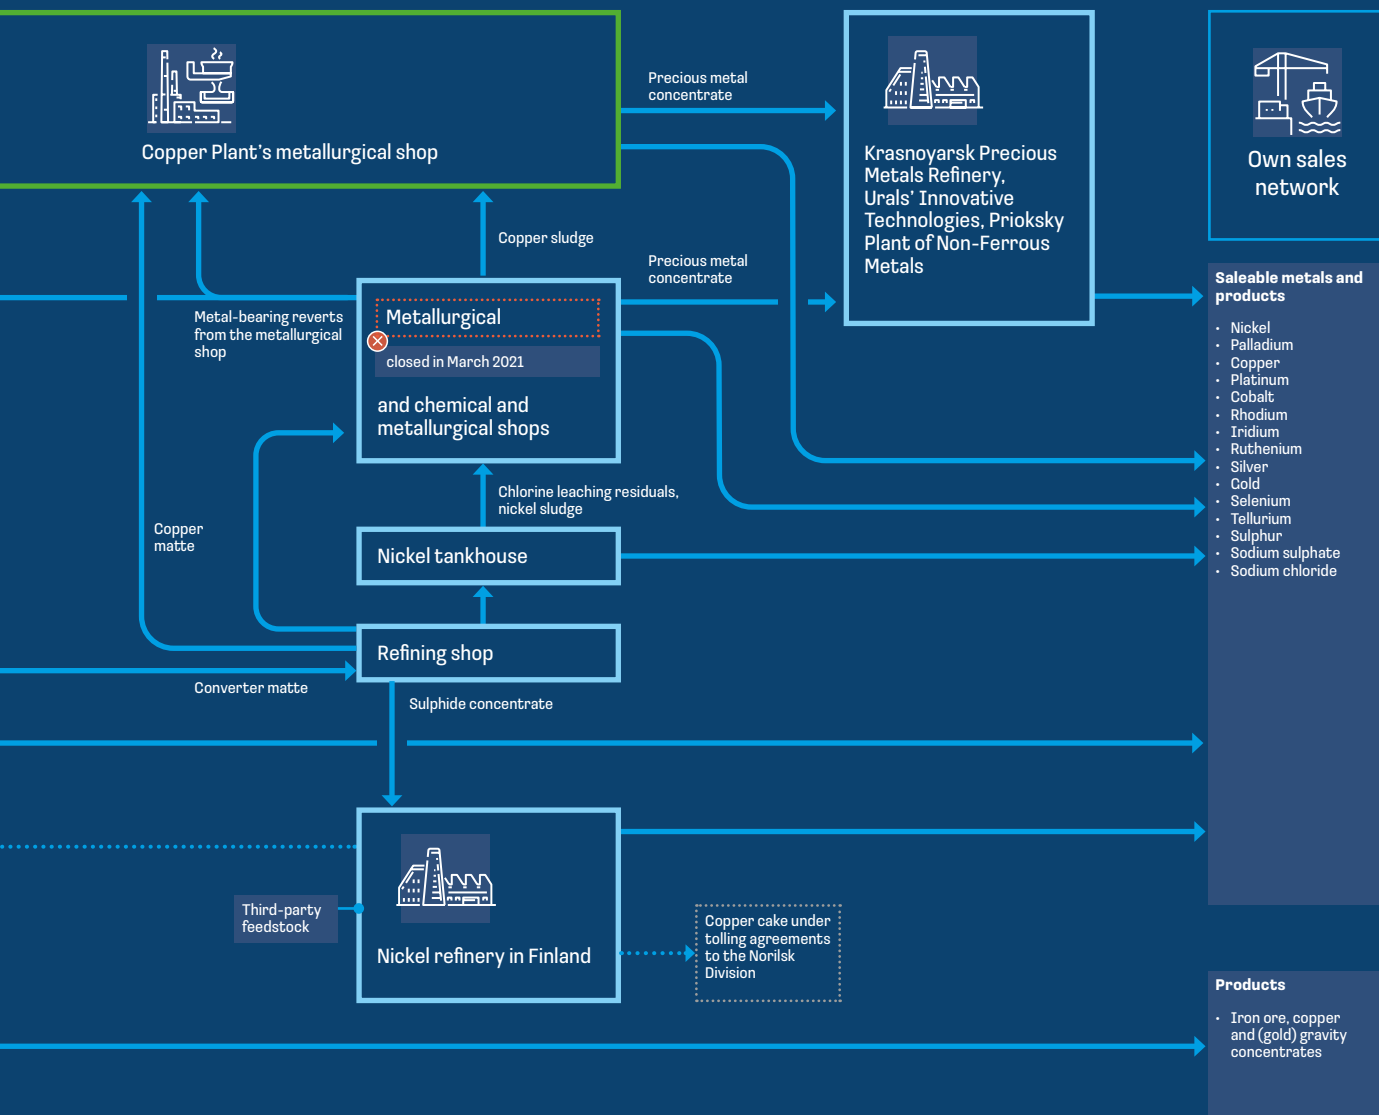 Copper Plant's metallurgical shop
Precious metal
concentrate
Krasnoyarsk Precious
Metals Refinery,
Urals' Innovative
Technologies, Prioksky
Plant of Non-Ferrous
Metals
Own sales
network
Copper sludge
Precious metal
concentrate
Metal-bearing reverts
from the metallurgical
shop
Metallurgical
closed in March 2021
and chemical and
metallurgical shops
Saleable metals and
products
• Nickel
• Palladium
• Copper
• Platinum
• Cobalt
• Rhodium
• Iridium
• Ruthenium
• Silver
• Gold
• Selenium
• Tellurium
• Sulphur
• Sodium sulphate
• Sodium chloride
Chlorine leaching residuals,
nickel sludge
Copper
matte
Nickel tankhouse
Refining shop
Converter matte
Sulphide concentrate
Third-party
feedstock
Nickel refinery in Finland
Copper cake under
tolling agreements
to the Norilsk
Division
Products
• Iron ore, copper
and (gold) gravity
concentrates